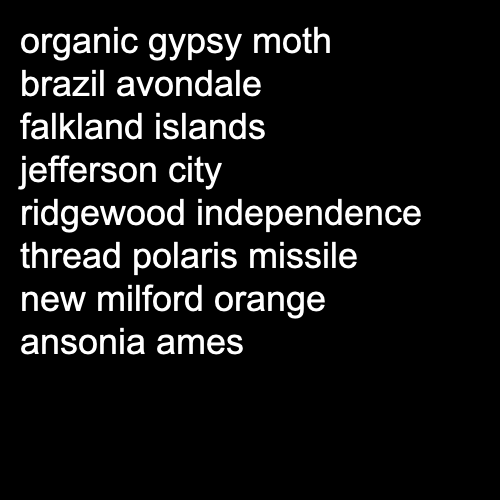 organic gypsy moth
brazil avondale
falkland islands
jefferson city
ridgewood independence
thread polaris missile
new milford orange
ansonia ames